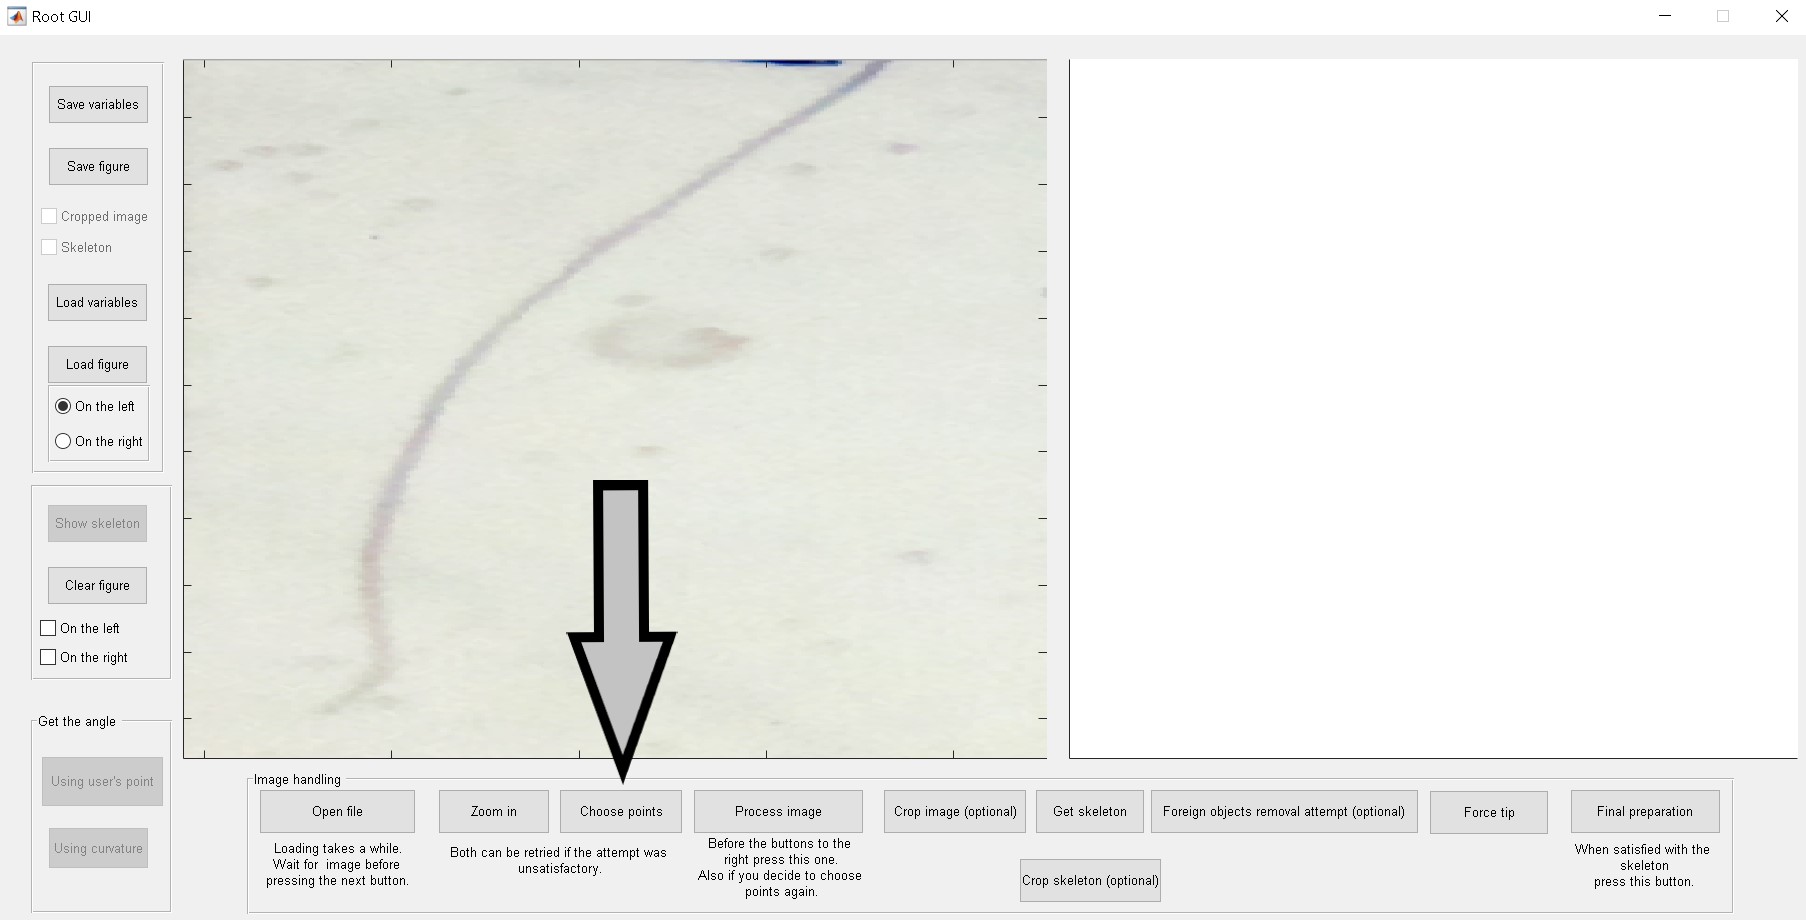 Root GUI
Save variables
Save figure
Cropped image
Skeleton
Load variables
Load figure
On the left
On the right
Show skeleton
Clear figure
On the left
On the right
Get the angle
Using user's point
Using curvature
Image handling
Open file
Loading takes a while.
Wait for  image before
pressing the next button.
Zoom in
Choose points
Both can be retried if the attempt was
unsatisfactory.
Process image
Before the buttons to the
right press this one.
Also if you decide to choose
points again.
Crop image (optional)
Get skeleton
Foreign objects removal attempt (optional)
Crop skeleton (optional)
Force tip
Final preparation
When satisfied with the
skeleton
press this button.